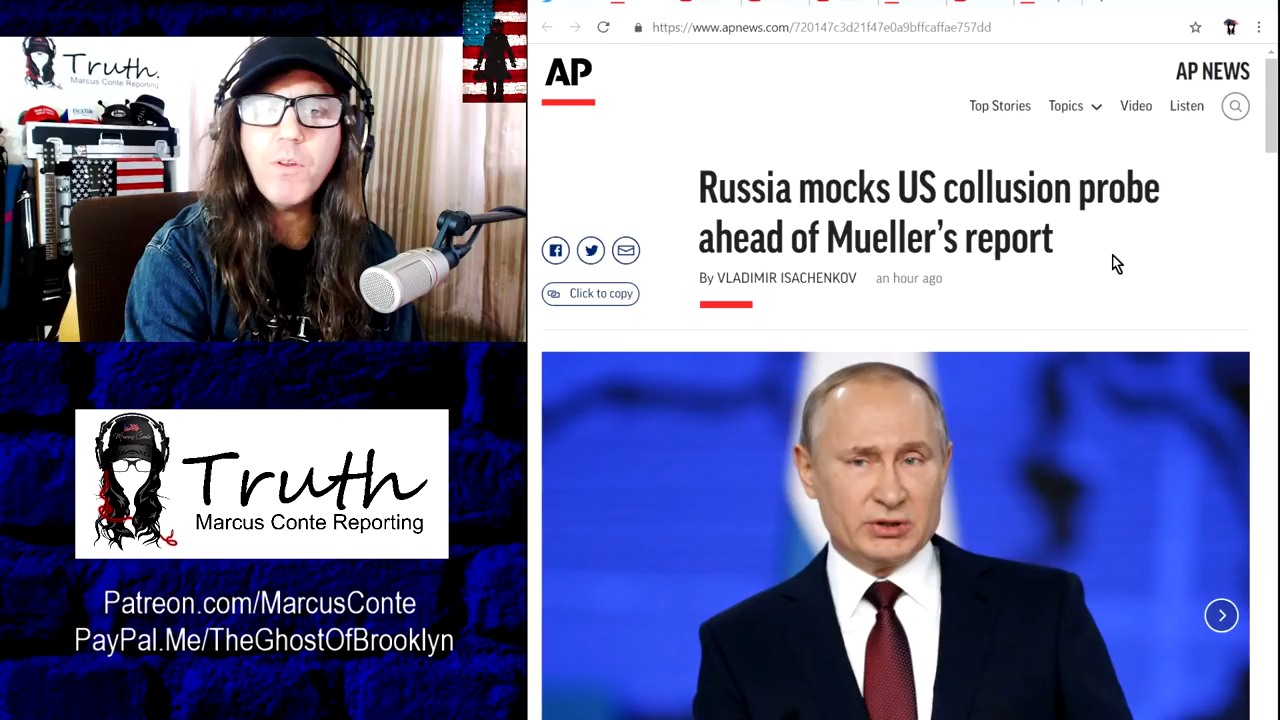 Truth.
Marcus Conte Reporting
Truth
Marcus Conte Reporting
Patreon.com/MarcusConte
PayPal.Me/TheGhostOfBrooklyn
https://www.apnews.com/720147c3d21f47e0a9bffcaffae757dd
AP
AP NEWS
Top Stories Topics Video Listen
Russia mocks US collusion probe
ahead of Mueller's report
By VLADIMIR ISACHENKOV an hour ago
Click to copy